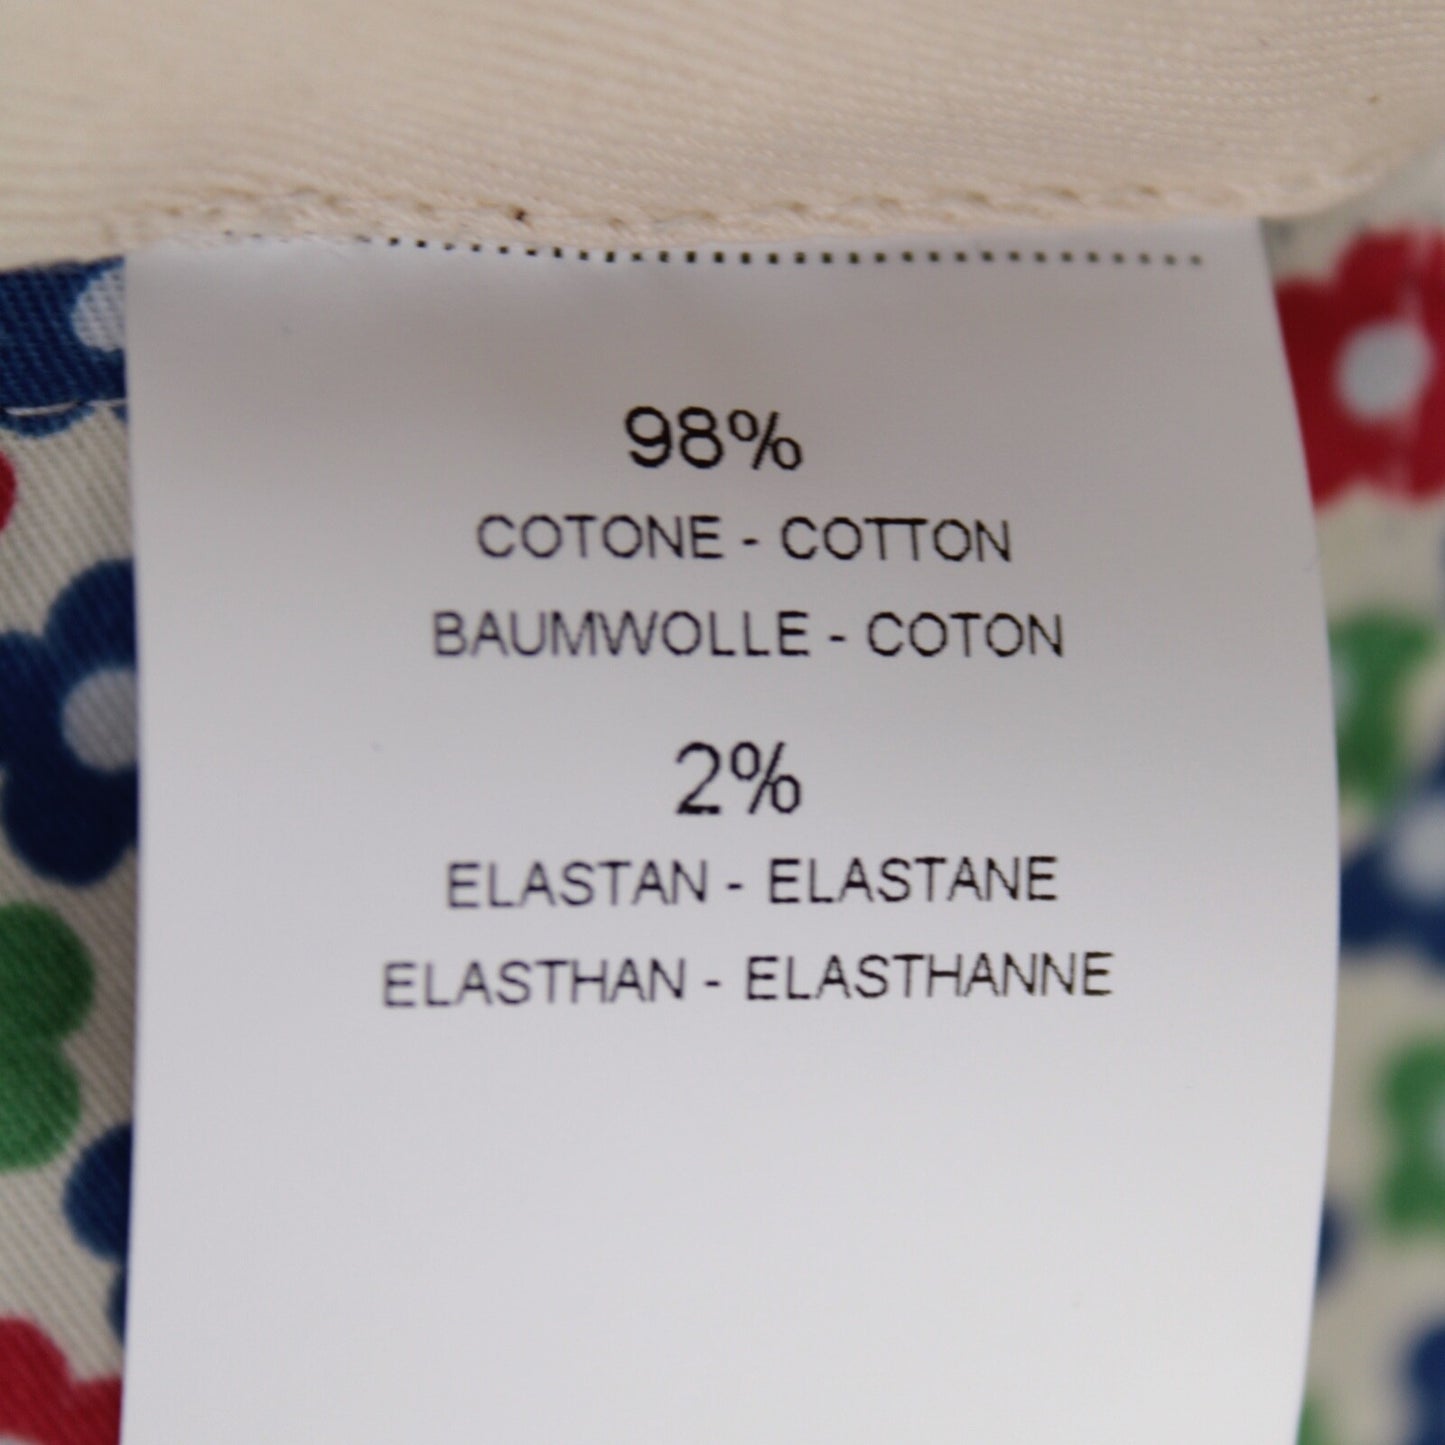 98%
COTONE - COTTON
BAUMWOLLE - COTON
2%
ELASTAN - ELASTANE
ELASTHAN - ELASTHANNE